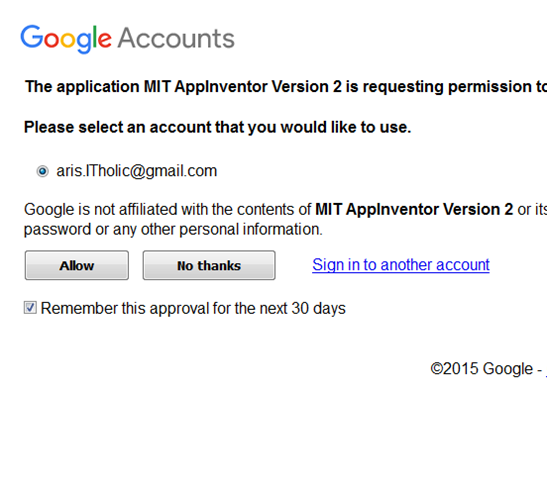 Google Accounts
The application MIT AppInventor Version 2 is requesting permission to
Please select an account that you would like to use.
aris.ITholic@gmail.com
Google is not affiliated with the contents of MIT AppInventor Version 2 or its
password or any other personal information.
Allow No thanks Sign in to another account
Remember this approval for the next 30 days
©2015 Google -